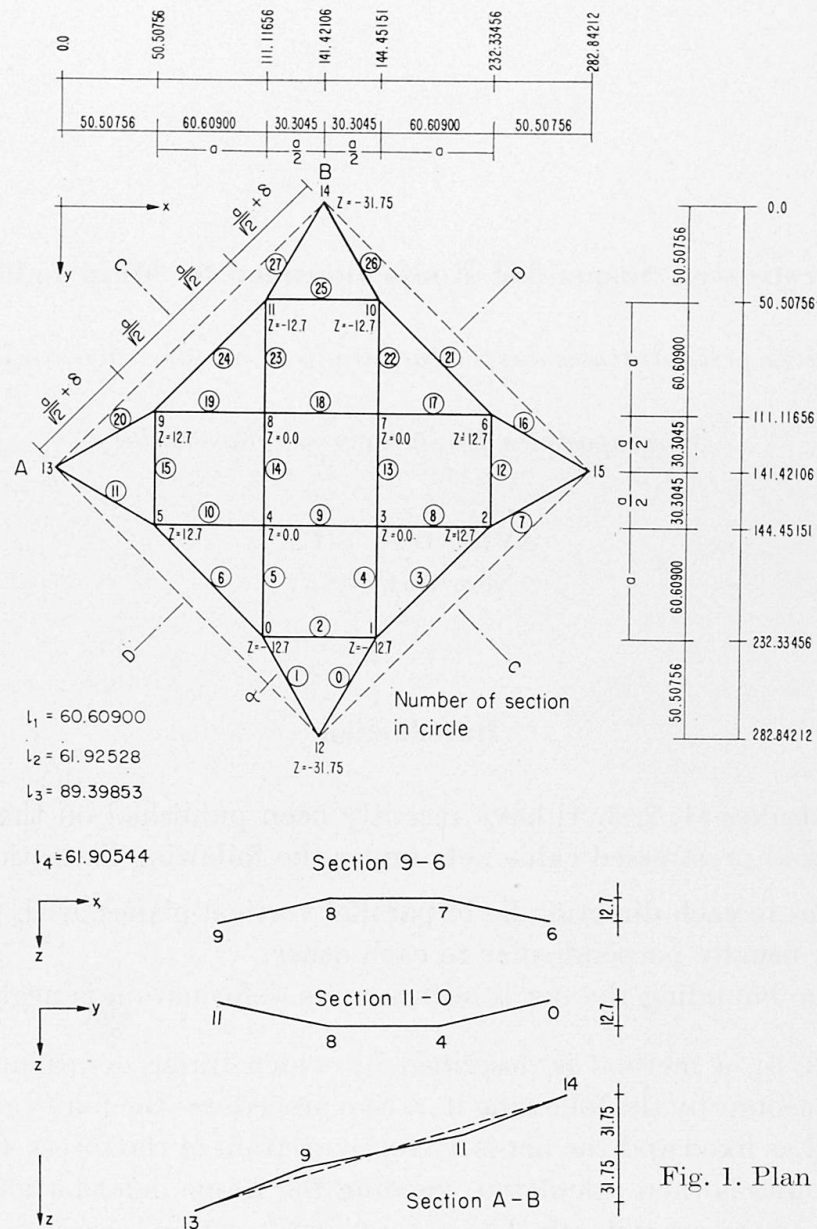 0.0
50.50756
111.11656
141.42106
144.45151
232.33456
282.84212
50.50756 60.60900 30.3045 30.3045 60.60900 50.50756
a a/2 a/2 a
B
14
Z=-31.75
x
y
a/√2 + δ
a/√2
a/√2
a/√2 + δ
C
D
27 26
25
11 10
Z=-12.7 Z=-12.7
24 23 22 21
20 19 18 17 16
9 8 7 6
Z=12.7 Z=0.0 Z=0.0 Z=12.7
A 13 15 14 13 12 15
11 10 9 8 7
5 4 3 2
Z=12.7 Z=0.0 Z=0.0 Z=12.7
6 5 4 3
2
D 0 1 C
Z=-12.7 Z=-12.7
α 1 0
12
Z=-31.75
Number of section
in circle
0.0
50.50756
50.50756
a 60.60900
111.11656
a/2 30.3045
141.42106
a/2 30.3045
144.45151
a 60.60900
232.33456
50.50756
282.84212
l₁ = 60.60900
l₂ = 61.92528
l₃ = 89.39853
l₄ = 61.90544
Section 9-6
x
z
9 8 7 6
12.7
Section 11-0
y
z
11 8 4 0
12.7
14
31.75
9 11
31.75
13
z
Section A-B
Fig. 1. Plan